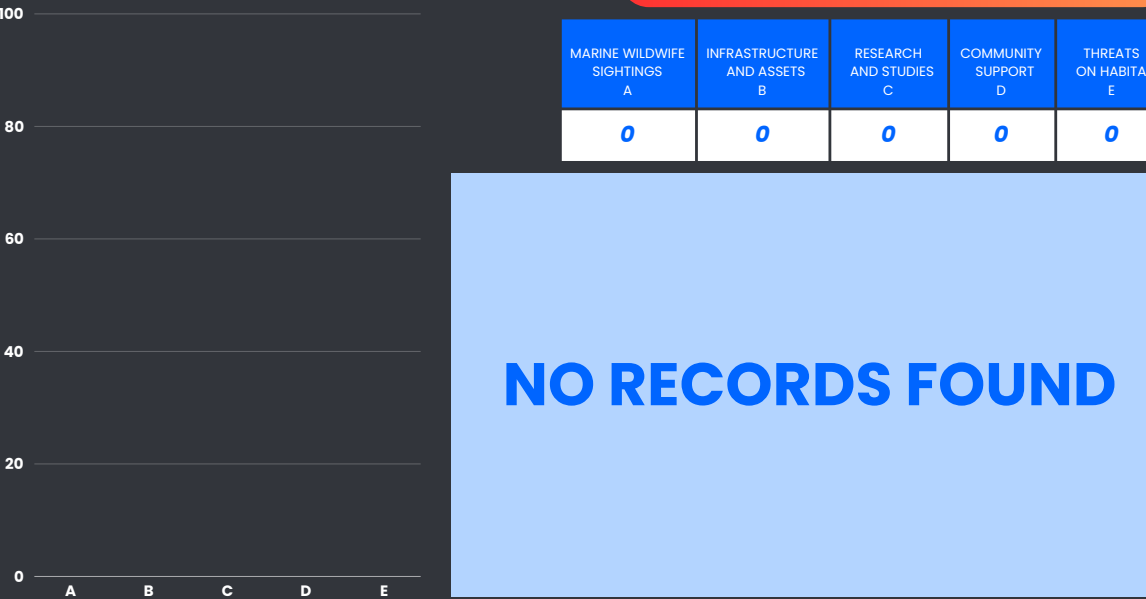 100
80
60
40
20
0
A B C D E
MARINE WILDWIFE
SIGHTINGS
A
INFRASTRUCTURE
AND ASSETS
B
RESEARCH
AND STUDIES
C
COMMUNITY
SUPPORT
D
THREATS
ON HABITA
E
0 0 0 0 0
NO RECORDS FOUND